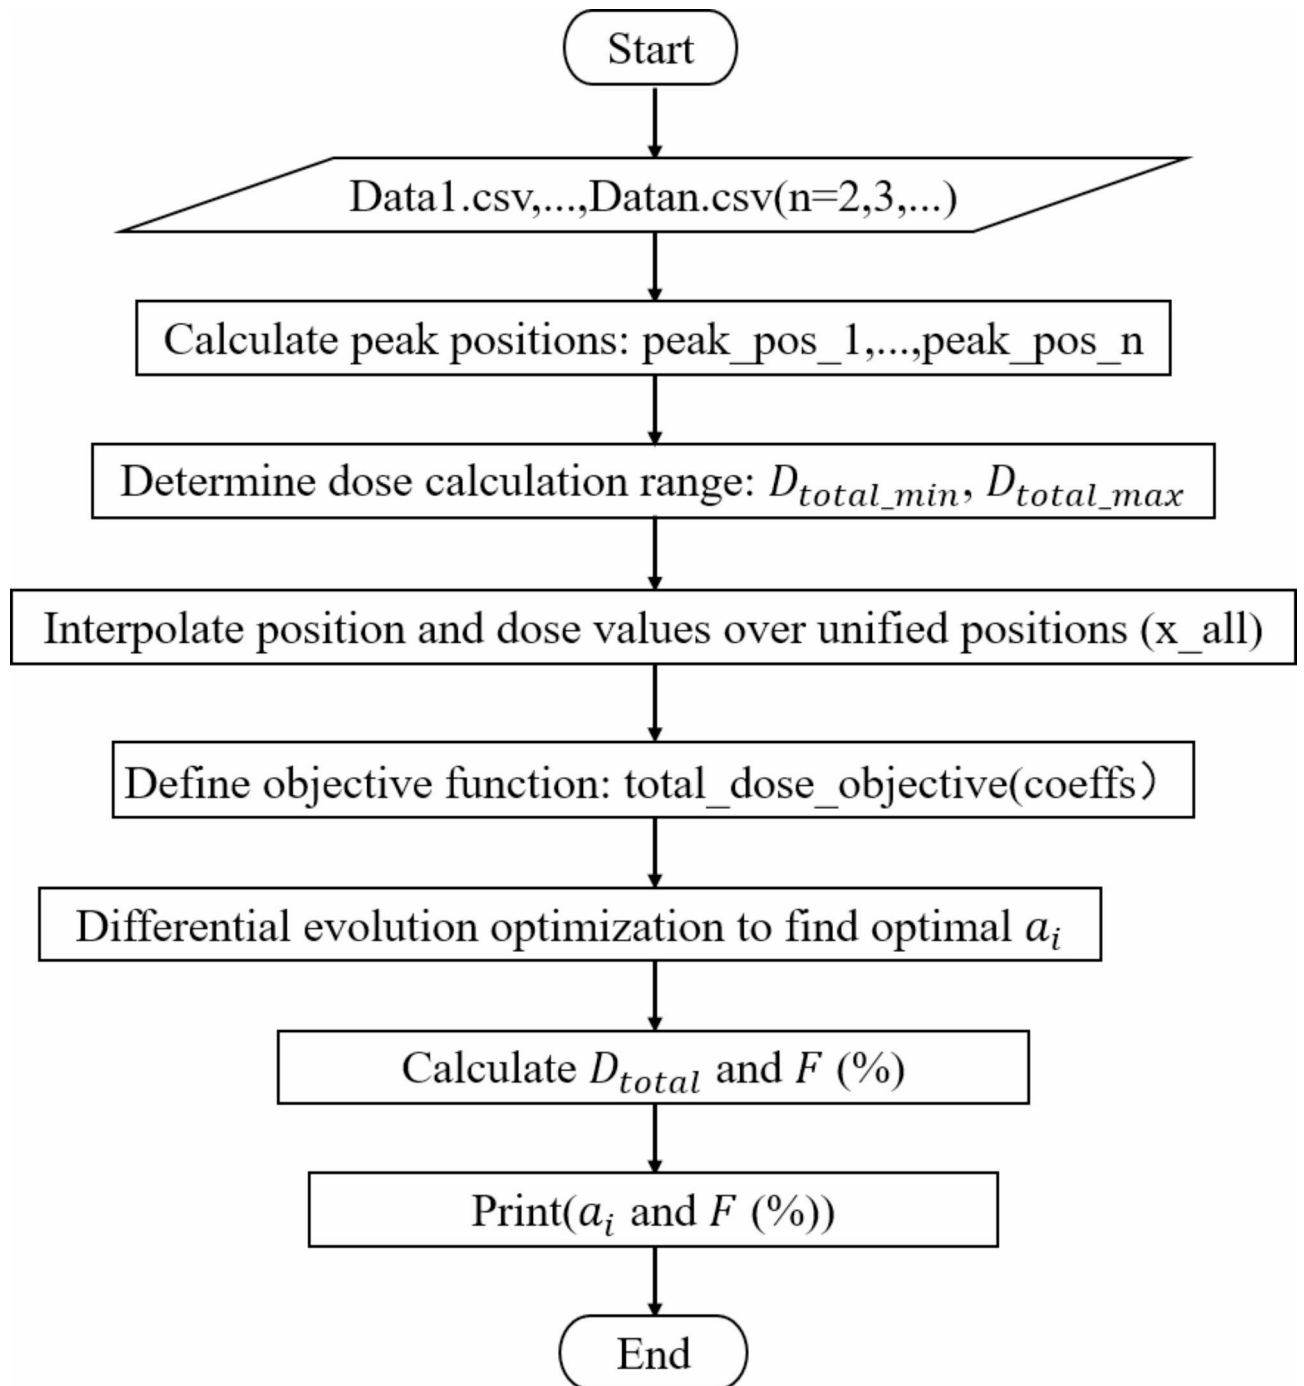 Start
Data1.csv,...,Datan.csv(n=2,3,...)
Calculate peak positions: peak_pos_1,...,peak_pos_n
Determine dose calculation range: D_total_min, D_total_max
Interpolate position and dose values over unified positions (x_all)
Define objective function: total_dose_objective(coeffs）
Differential evolution optimization to find optimal a_i
Calculate D_total and F (%)
Print(a_i and F (%))
End